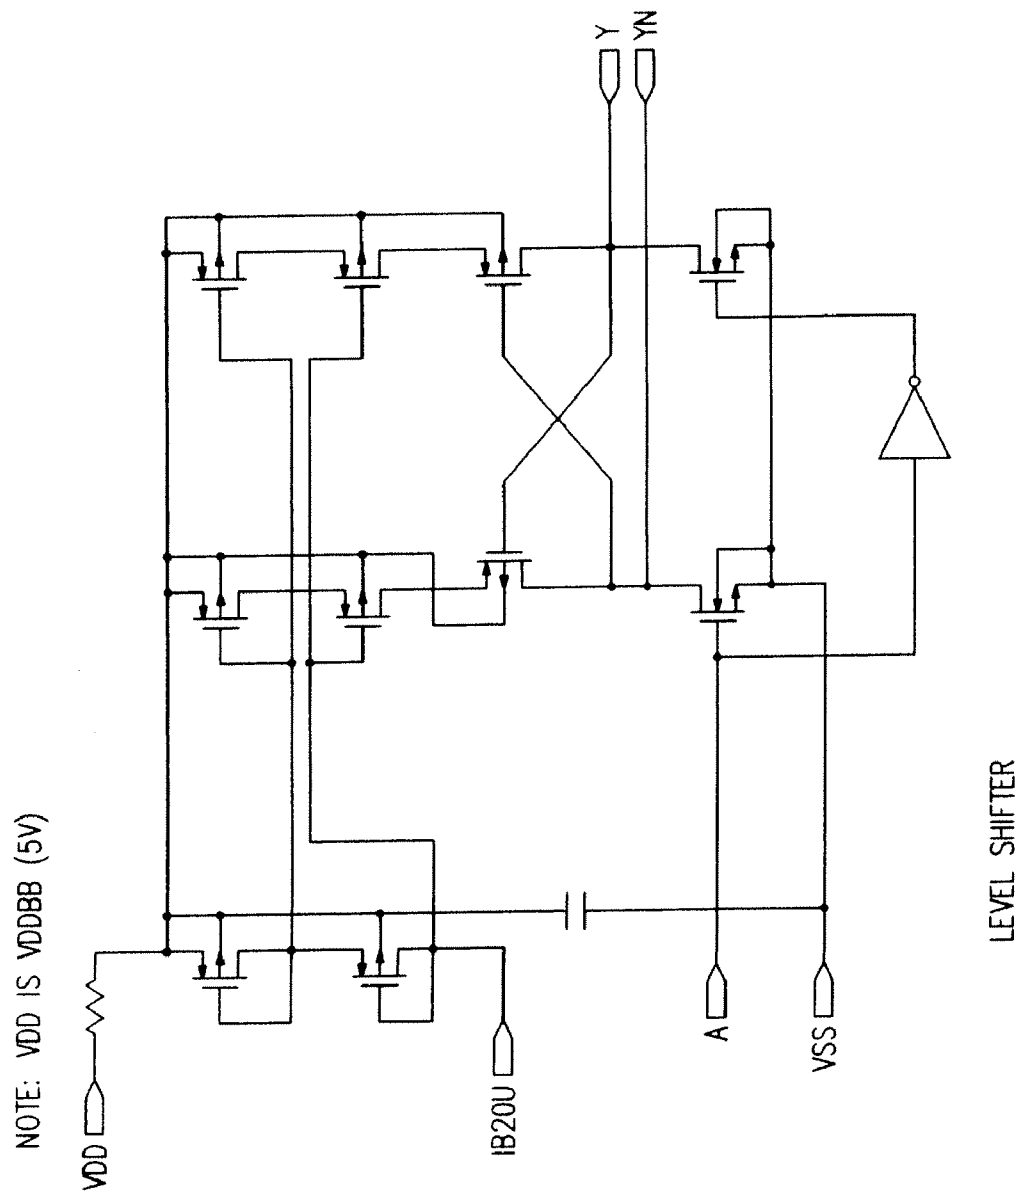 NOTE: VDD IS VDDBB (5V)
VDD
IB20U
A
VSS
Y
YN
LEVEL SHIFTER